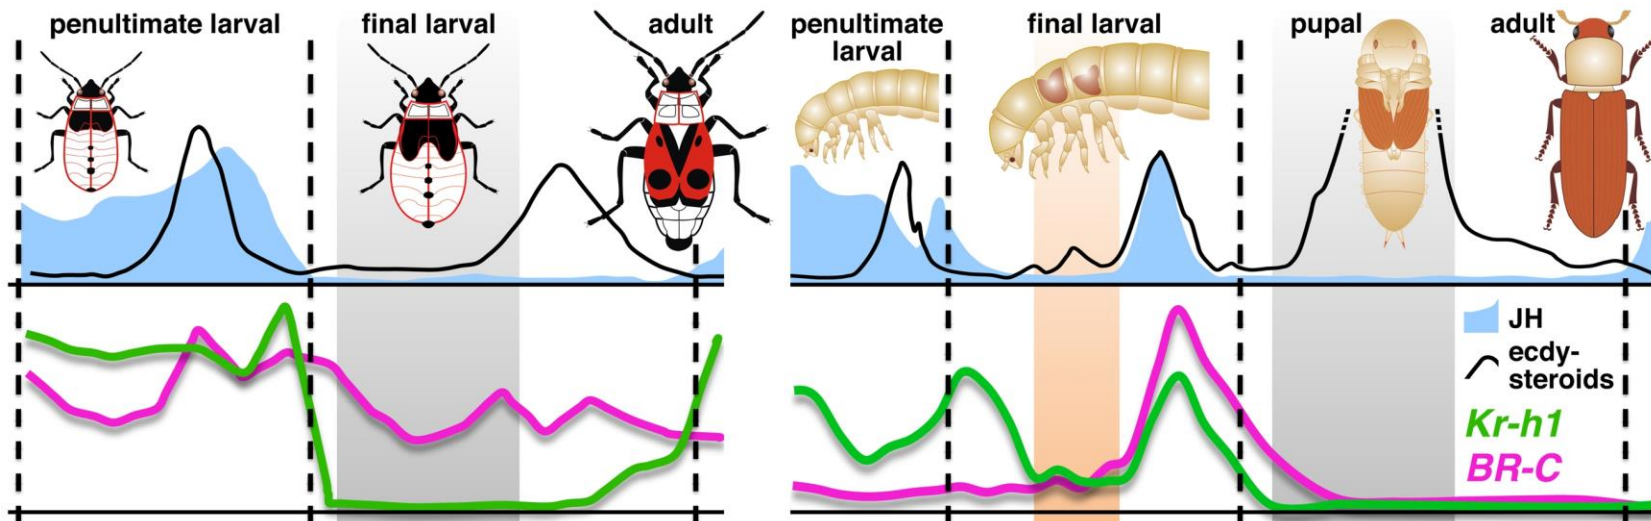 penultimate larval
final larval
adult
penultimate
larval
final larval
pupal
adult
JH
ecdy-
steroids
Kr-h1
BR-C